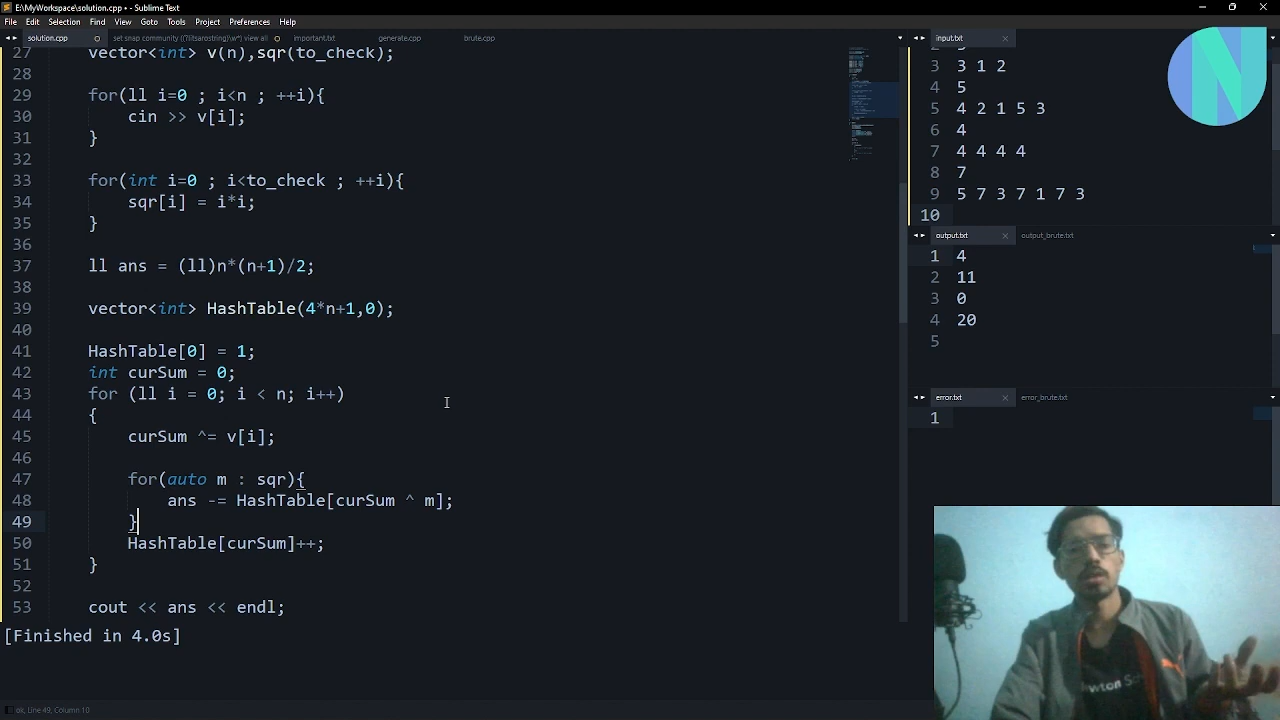 E:\MyWorkspace\solution.cpp • - Sublime Text
File Edit Selection Find View Goto Tools Project Preferences Help
solution.cpp
important.txt
generate.cpp
brute.cpp
27 vector<int> v(n),sqr(to_check);
28
29 for(ll i=0 ; i<n ; ++i){
30 cin >> v[i];
31 }
32
33 for(int i=0 ; i<to_check ; ++i){
34 sqr[i] = i*i;
35 }
36
37 ll ans = (ll)n*(n+1)/2;
38
39 vector<int> HashTable(4*n+1,0);
40
41 HashTable[0] = 1;
42 int curSum = 0;
43 for (ll i = 0; i < n; i++)
44 {
45 curSum ^= v[i];
46
47 for(auto m : sqr){
48 ans -= HashTable[curSum ^ m];
49 }
50 HashTable[curSum]++;
51 }
52
53 cout << ans << endl;
[Finished in 4.0s]
Line 49, Column 10
input.txt
3 3 1 2
4 5
5 4 2 1 5 3
6 4
7 4 4 4 4
8 7
9 5 7 3 7 1 7 3
10
output.txt output_brute.txt
1 4
2 11
3 0
4 20
5
error.txt error_brute.txt
1